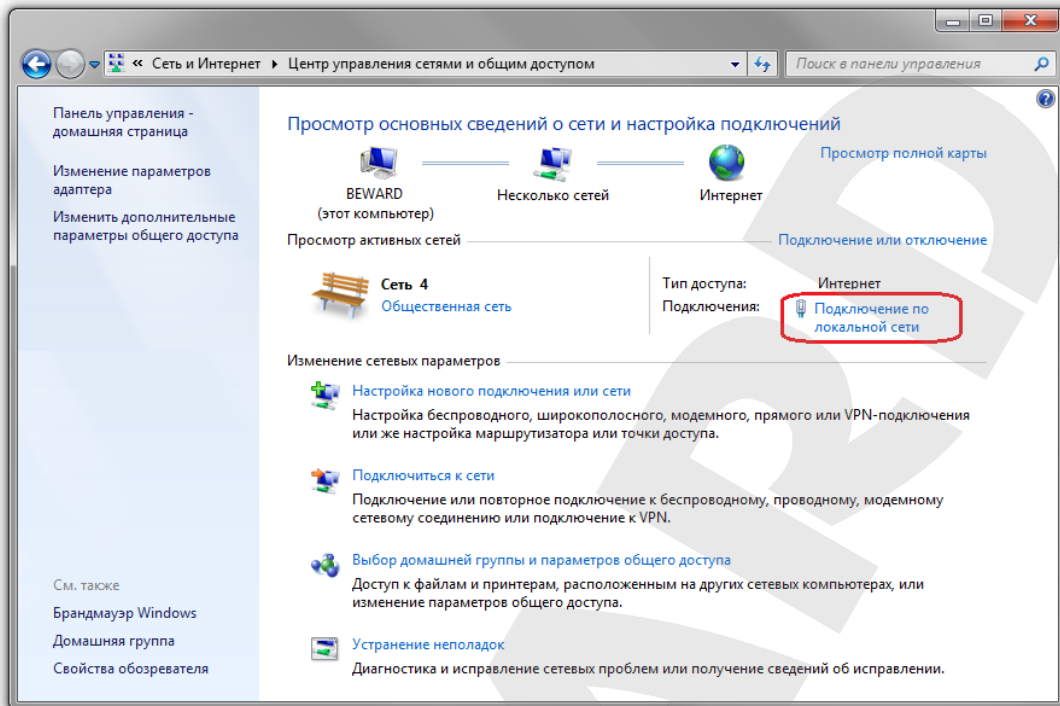 « Сеть и Интернет ▸ Центр управления сетями и общим доступом
Поиск в панели управления
Панель управления -
домашняя страница
Изменение параметров
адаптера
Изменить дополнительные
параметры общего доступа
См. также
Брандмауэр Windows
Домашняя группа
Свойства обозревателя
Просмотр основных сведений о сети и настройка подключений
BEWARD
(этот компьютер)
Несколько сетей
Интернет
Просмотр полной карты
Просмотр активных сетей
Подключение или отключение
Сеть 4
Общественная сеть
Тип доступа: Интернет
Подключения: Подключение по
локальной сети
Изменение сетевых параметров
Настройка нового подключения или сети
Настройка беспроводного, широкополосного, модемного, прямого или VPN-подключения
или же настройка маршрутизатора или точки доступа.
Подключиться к сети
Подключение или повторное подключение к беспроводному, проводному, модемному
сетевому соединению или подключение к VPN.
Выбор домашней группы и параметров общего доступа
Доступ к файлам и принтерам, расположенным на других сетевых компьютерах, или
изменение параметров общего доступа.
Устранение неполадок
Диагностика и исправление сетевых проблем или получение сведений об исправлении.
ARD